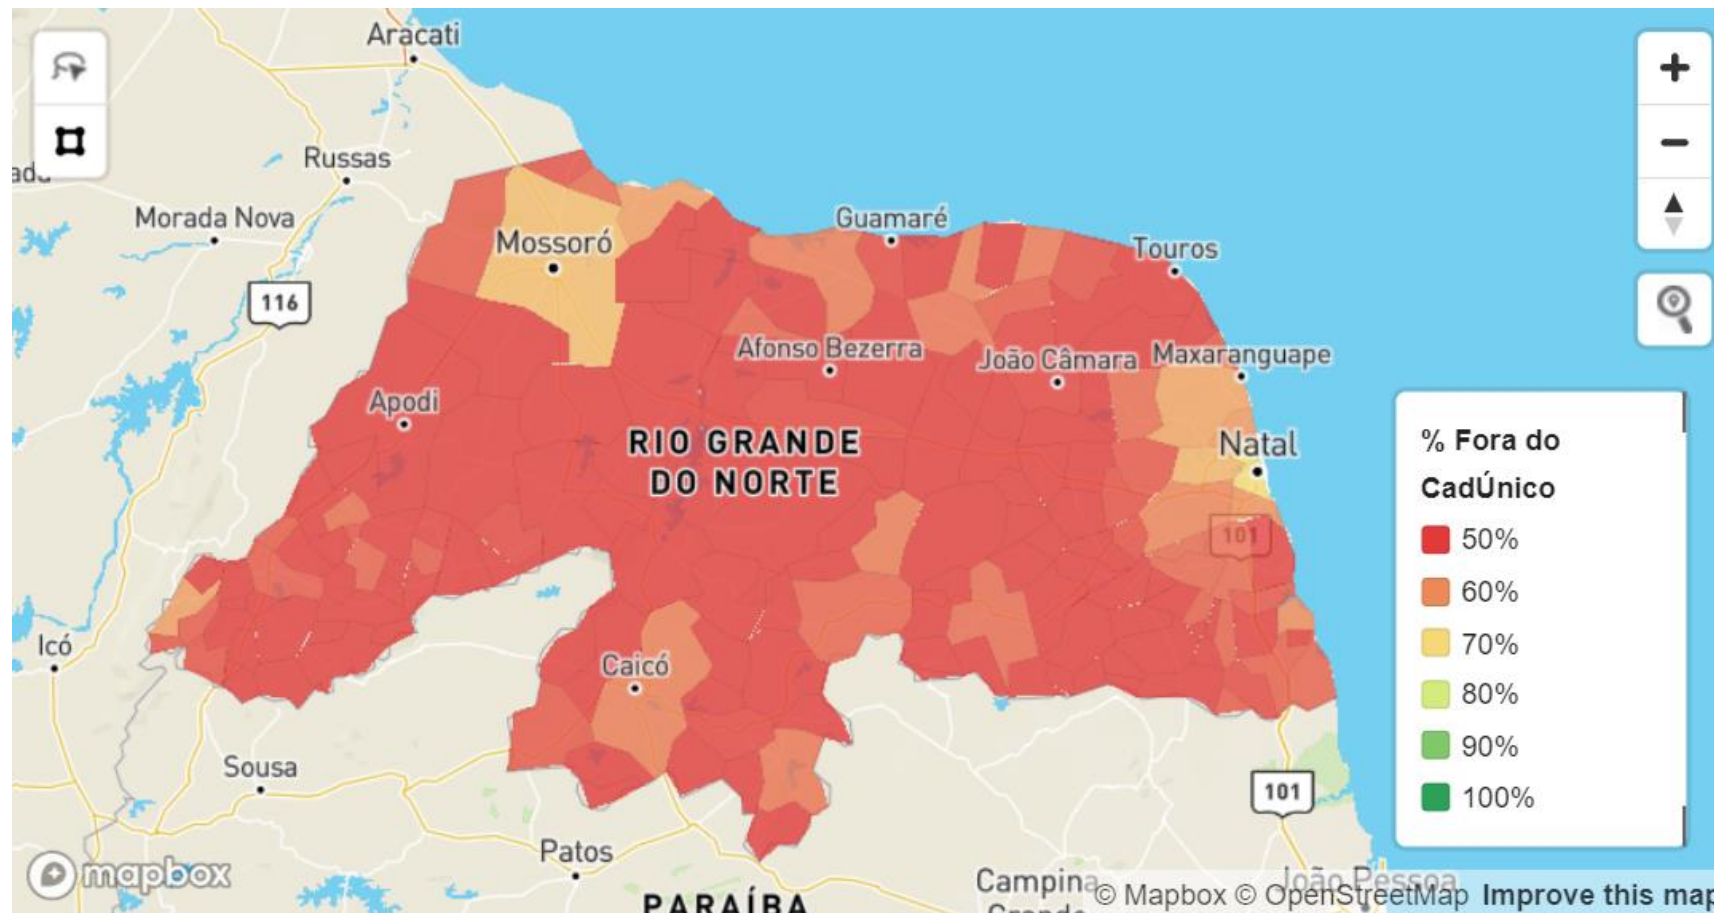 Aracati
Russas
Morada Nova
116
Mossoró
Guamaré
Touros
Afonso Bezerra
João Câmara
Maxaranguape
Apodi
RIO GRANDE
DO NORTE
Natal
101
Icó
Caicó
Sousa
101
Patos
PARAÍBA
Campina
Grande
João Pessoa
% Fora do
CadÚnico
50%
60%
70%
80%
90%
100%
mapbox
© Mapbox © OpenStreetMap Improve this map